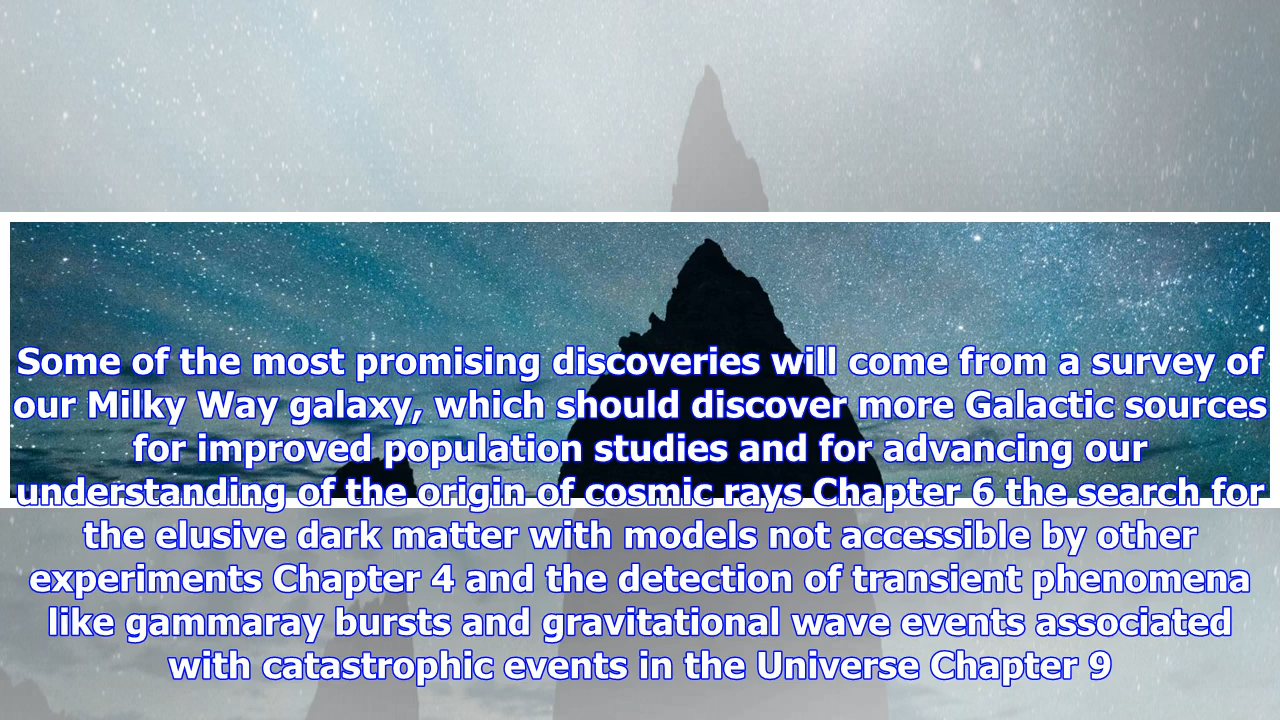 Some of the most promising discoveries will come from a survey of
our Milky Way galaxy, which should discover more Galactic sources
for improved population studies and for advancing our
understanding of the origin of cosmic rays Chapter 6 the search for
the elusive dark matter with models not accessible by other
experiments Chapter 4 and the detection of transient phenomena
like gammaray bursts and gravitational wave events associated
with catastrophic events in the Universe Chapter 9